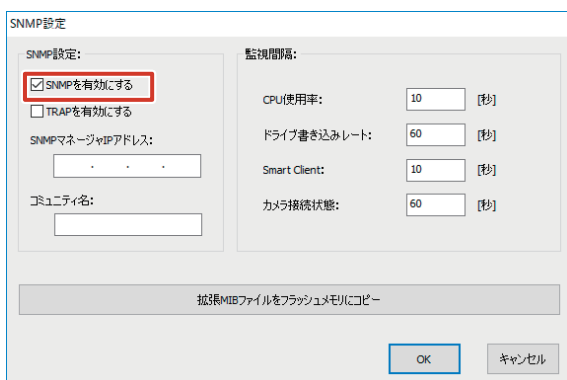 SNMP設定
SNMP設定:
SNMPを有効にする
TRAPを有効にする
SNMPマネージャIPアドレス:
. . .
コミュニティ名:
監視間隔:
CPU使用率: 10 [秒]
ドライブ書き込みレート: 60 [秒]
Smart Client: 10 [秒]
カメラ接続状態: 60 [秒]
拡張MIBファイルをフラッシュメモリにコピー
OK キャンセル